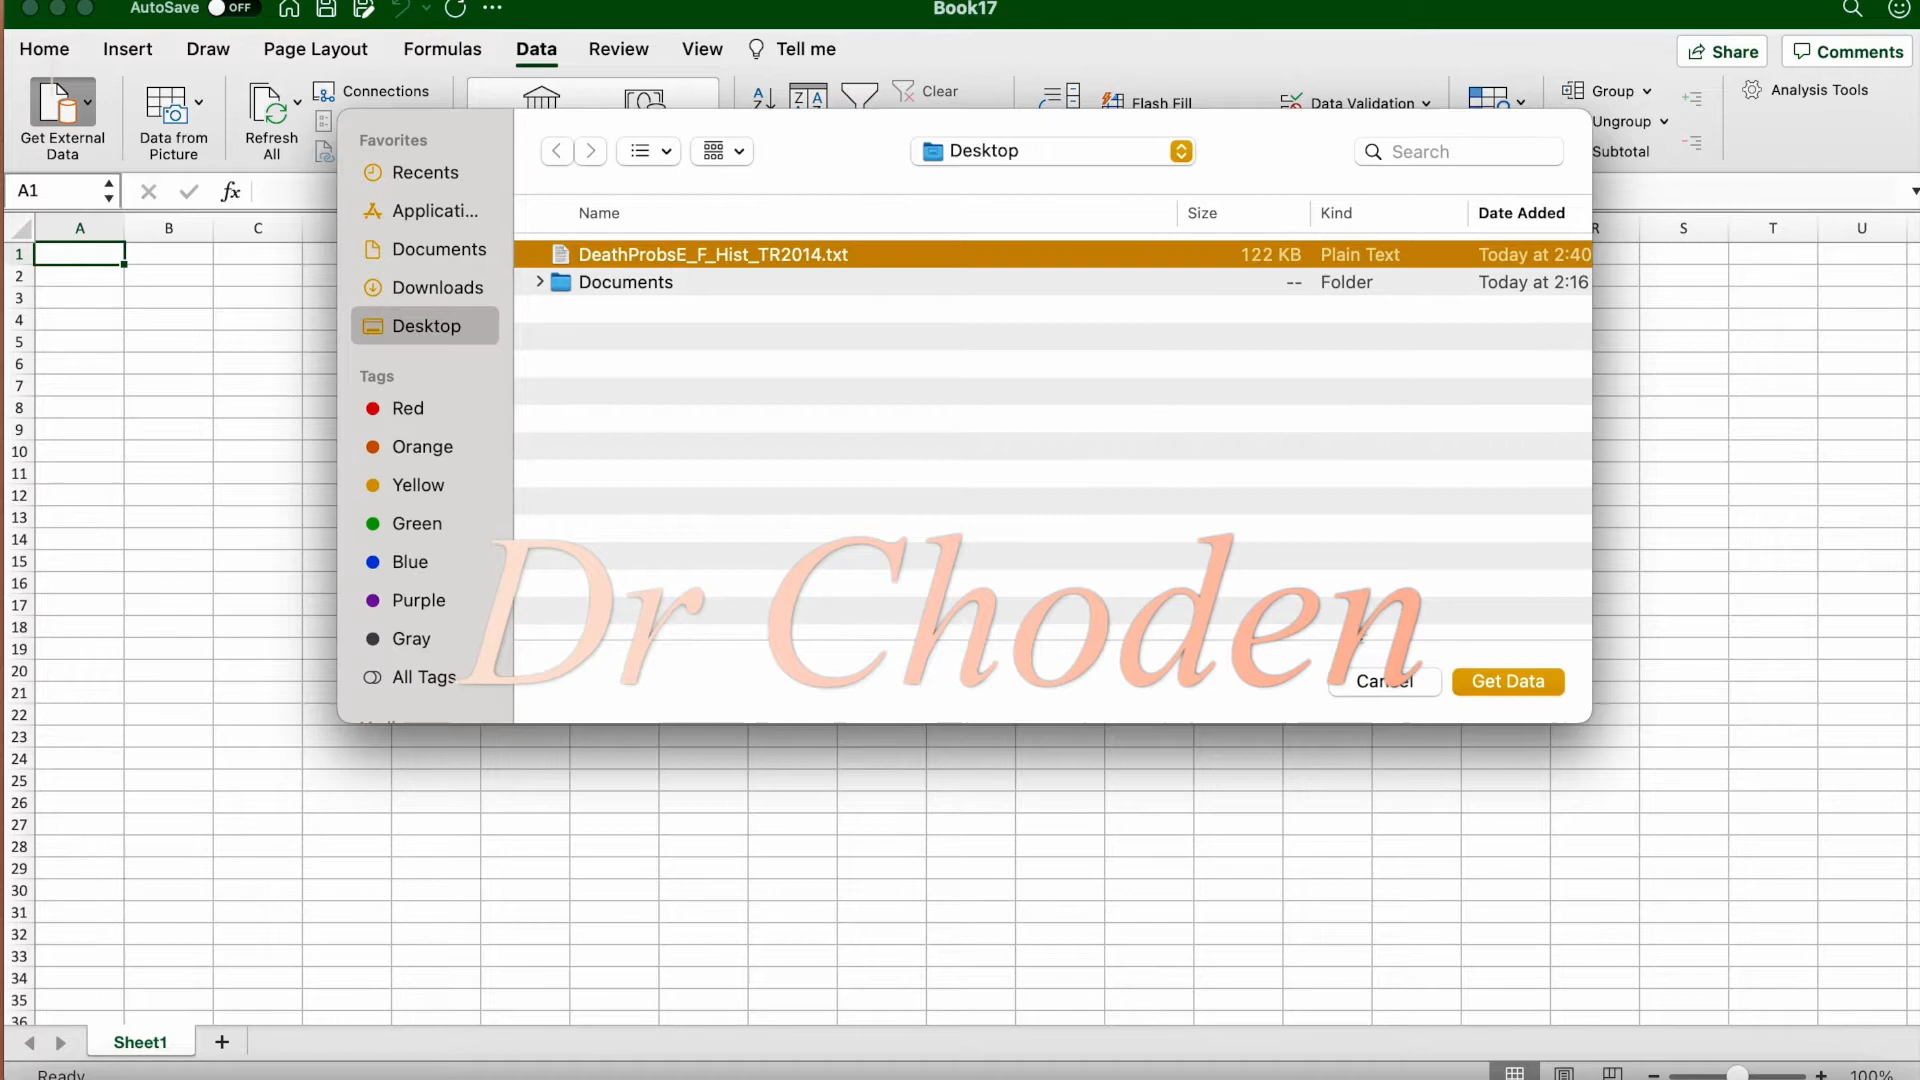 AutoSave OFF Book17
Home Insert Draw Page Layout Formulas Data Review View Tell me Share Comments
Get External Data
Data from Picture
Refresh All
Connections
Clear
Flash Fill
Data Validation
Group
Ungroup
Subtotal
Analysis Tools
A1 fx
A B C R S T U
1
2
3
4
5
6
7
8
9
10
11
12
13
14
15
16
17
18
19
20
21
22
23
24
25
26
27
28
29
30
31
32
33
34
35
36
Favorites
Recents
Applicati...
Documents
Downloads
Desktop
Tags
Red
Orange
Yellow
Green
Blue
Purple
Gray
All Tags
Desktop Search
Name Size Kind Date Added
DeathProbsE_F_Hist_TR2014.txt 122 KB Plain Text Today at 2:40
Documents -- Folder Today at 2:16
Dr Choden
Cancel Get Data
Sheet1 +
Ready 100%